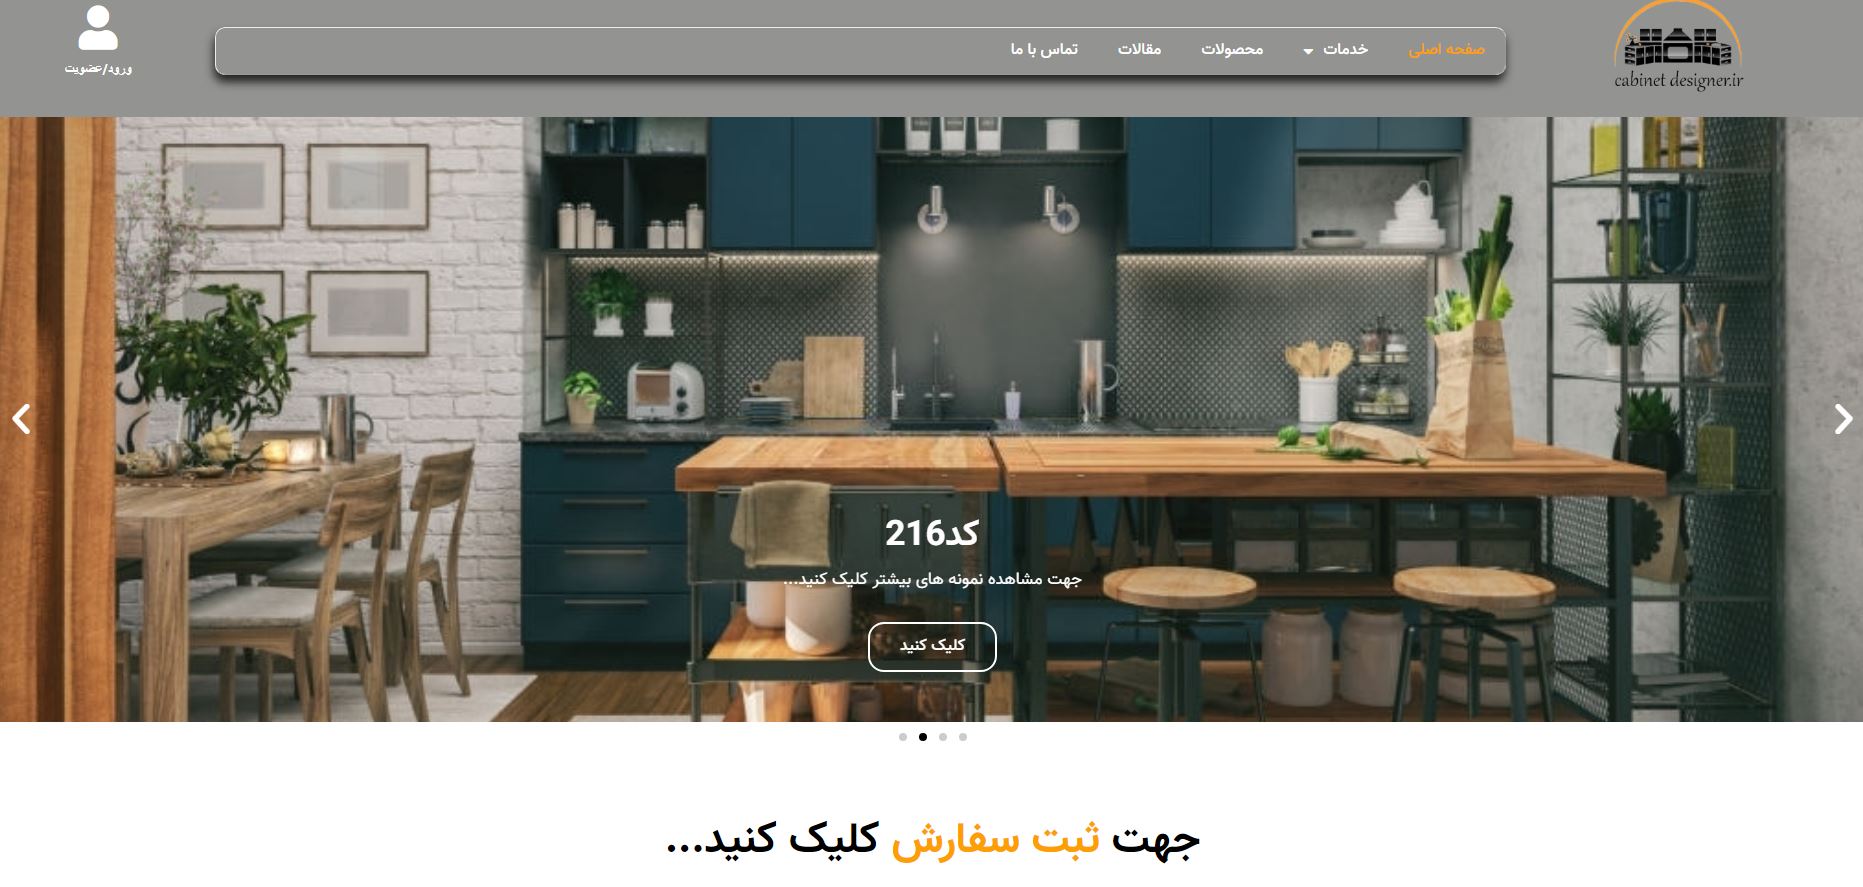 cabinet designer.ir
صفحه اصلی خدمات محصولات مقالات تماس با ما
ورود/عضویت
کد216
جهت مشاهده نمونه های بیشتر کلیک کنید...
کلیک کنید
جهت ثبت سفارش کلیک کنید...